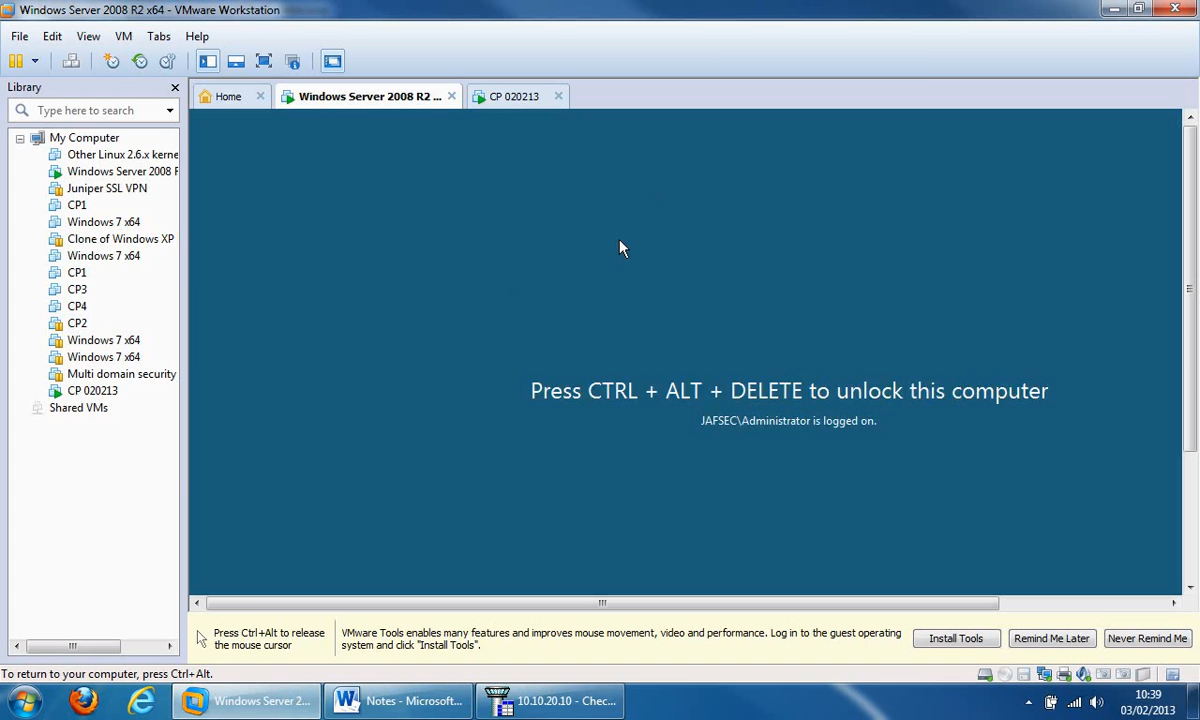 Windows Server 2008 R2 x64 - VMware Workstation
File Edit View VM Tabs Help
Library
Type here to search
Home
Windows Server 2008 R2 ...
CP 020213
My Computer
Other Linux 2.6.x kerne
Windows Server 2008 R
Juniper SSL VPN
CP1
Windows 7 x64
Clone of Windows XP
Windows 7 x64
CP1
CP3
CP4
CP2
Windows 7 x64
Windows 7 x64
Multi domain security
CP 020213
Shared VMs
Press CTRL + ALT + DELETE to unlock this computer
JAFSEC\Administrator is logged on.
Press Ctrl+Alt to release
the mouse cursor
VMware Tools enables many features and improves mouse movement, video and performance. Log in to the guest operating
system and click "Install Tools".
Install Tools
Remind Me Later
Never Remind Me
To return to your computer, press Ctrl+Alt.
Windows Server 2...
Notes - Microsoft...
10.10.20.10 - Chec...
10:39
03/02/2013